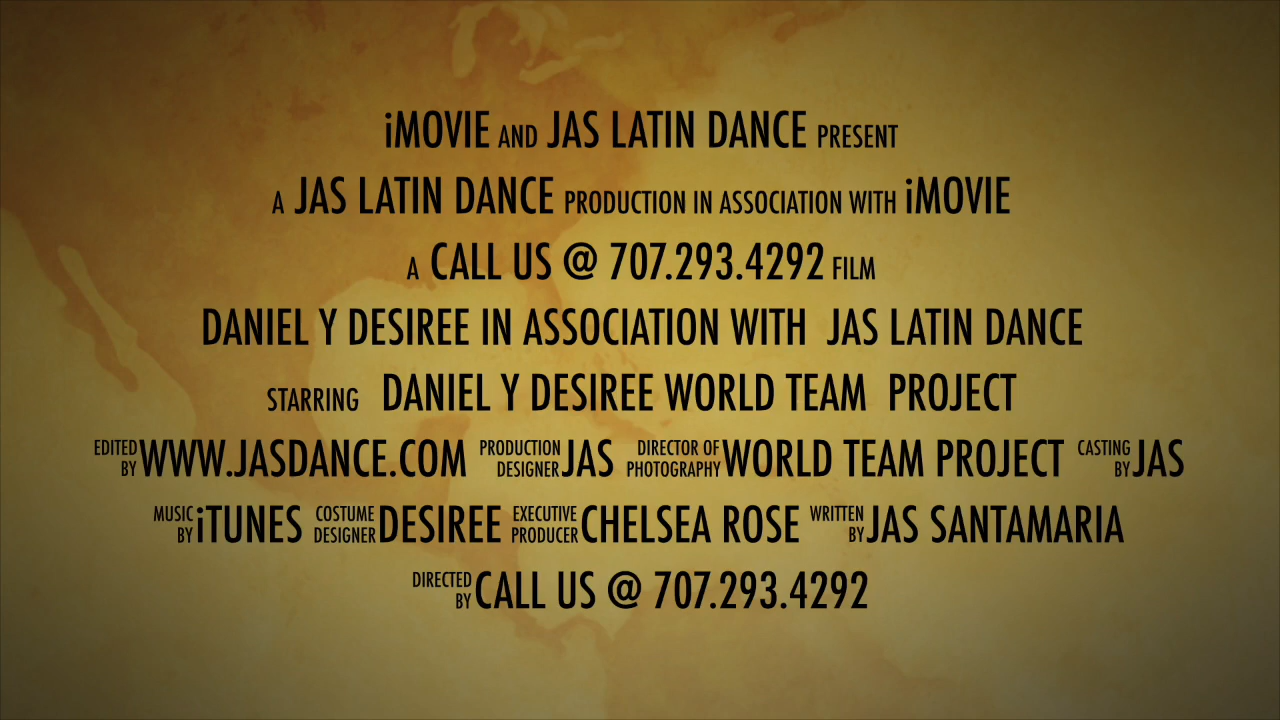 iMOVIE AND JAS LATIN DANCE PRESENT
A JAS LATIN DANCE PRODUCTION IN ASSOCIATION WITH iMOVIE
A CALL US @ 707.293.4292 FILM
DANIEL Y DESIREE IN ASSOCIATION WITH JAS LATIN DANCE
STARRING DANIEL Y DESIREE WORLD TEAM PROJECT
EDITED BY WWW.JASDANCE.COM PRODUCTION DESIGNER JAS DIRECTOR OF PHOTOGRAPHY WORLD TEAM PROJECT CASTING BY JAS
MUSIC BY iTUNES COSTUME DESIGNER DESIREE EXECUTIVE PRODUCER CHELSEA ROSE WRITTEN BY JAS SANTAMARIA
DIRECTED BY CALL US @ 707.293.4292